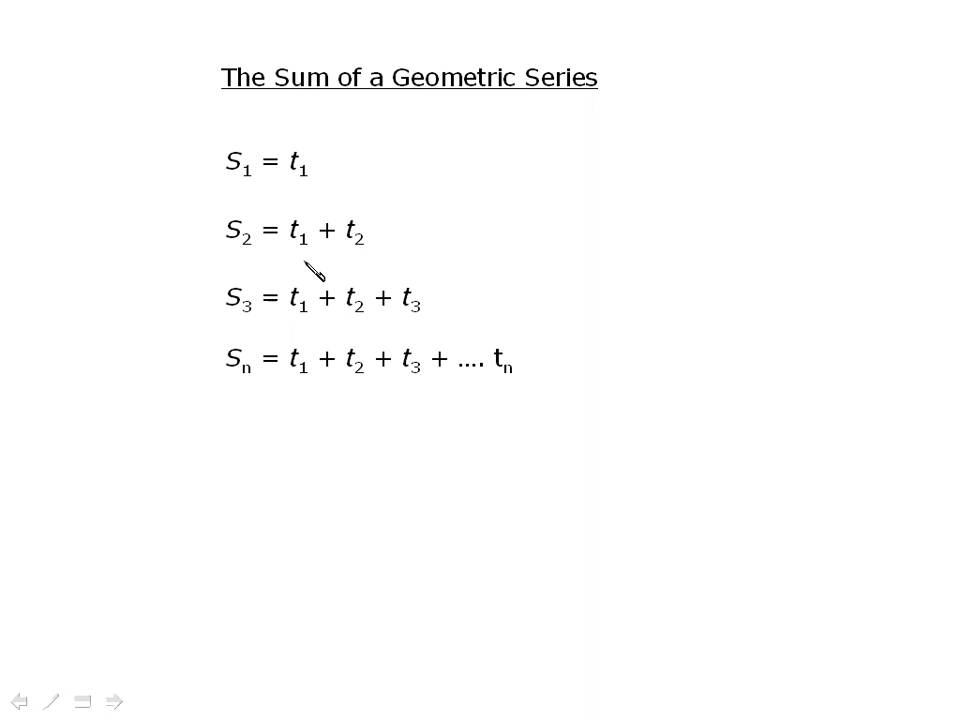 The Sum of a Geometric Series
S₁ = t₁
S₂ = t₁ + t₂
S₃ = t₁ + t₂ + t₃
Sₙ = t₁ + t₂ + t₃ + .... tₙ